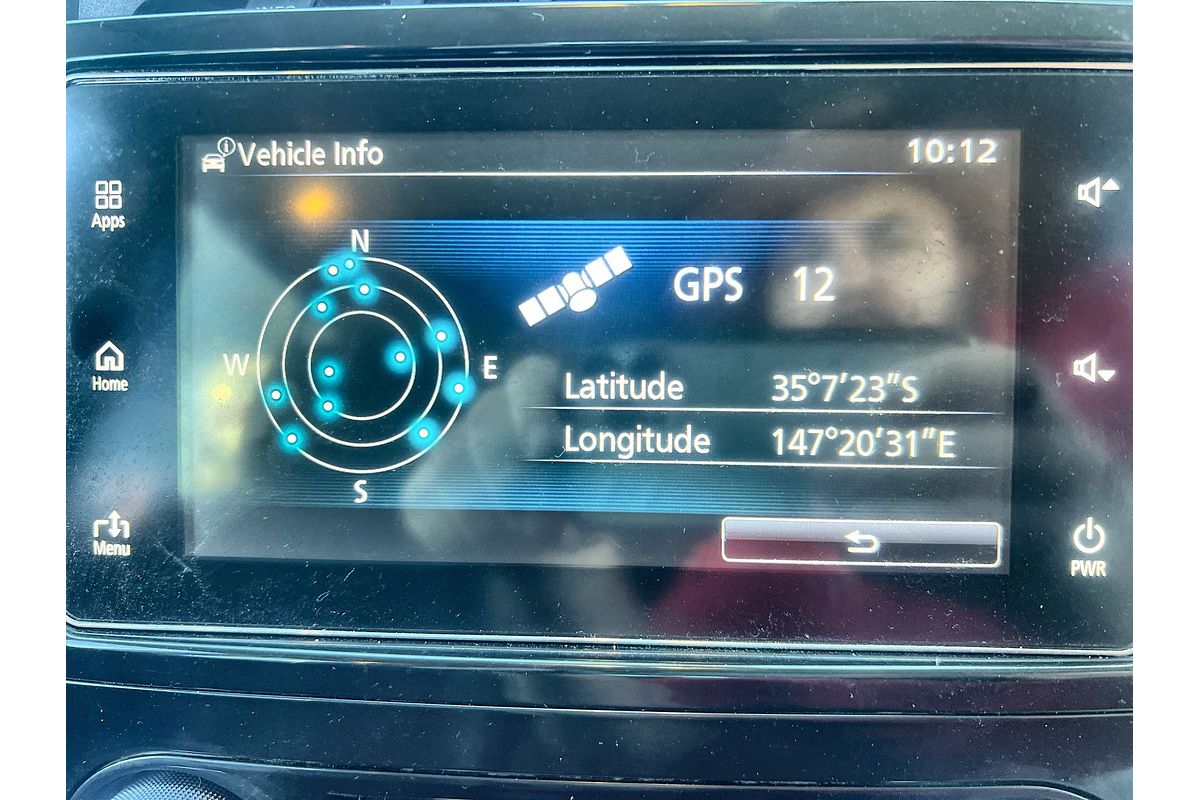 Vehicle Info 10:12
Apps
N
GPS 12
W E
Home
Latitude 35°7'23"S
Longitude 147°20'31"E
S
Menu
PWR